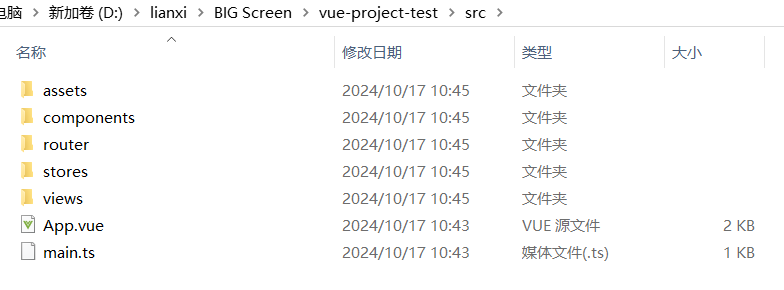 电脑 > 新加卷 (D:) > lianxi > BIG Screen > vue-project-test > src >
名称 修改日期 类型 大小
assets 2024/10/17 10:45 文件夹
components 2024/10/17 10:45 文件夹
router 2024/10/17 10:45 文件夹
stores 2024/10/17 10:45 文件夹
views 2024/10/17 10:45 文件夹
App.vue 2024/10/17 10:43 VUE 源文件 2 KB
main.ts 2024/10/17 10:43 媒体文件(.ts) 1 KB